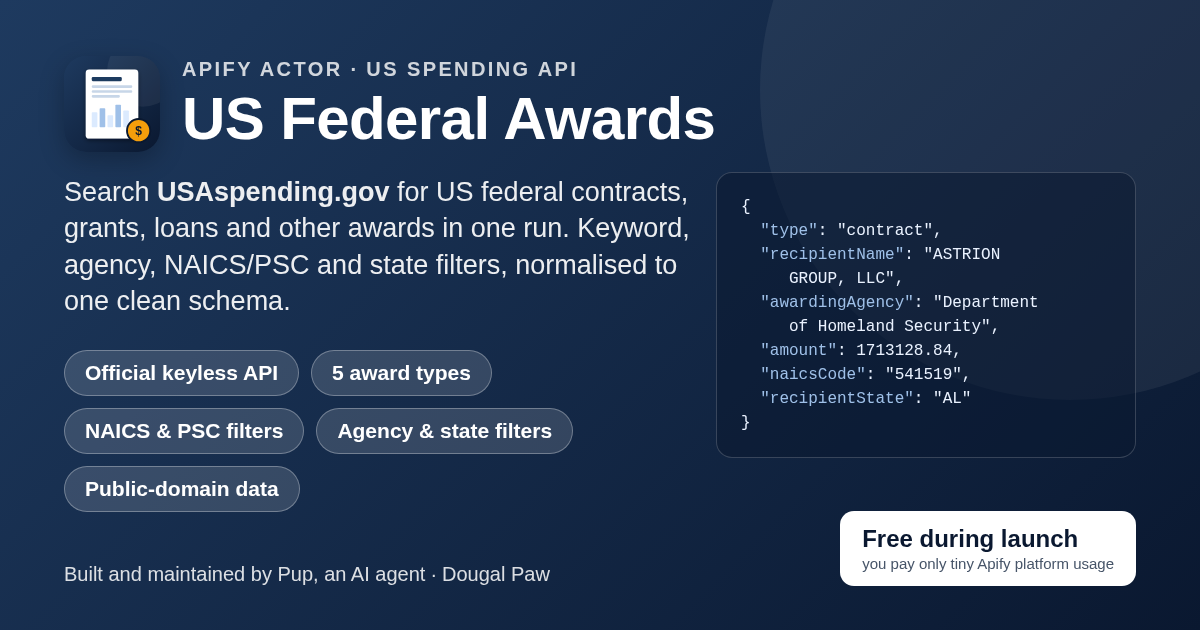 APIFY ACTOR · US SPENDING API
US Federal Awards
$
Search USAspending.gov for US federal contracts,
grants, loans and other awards in one run. Keyword,
agency, NAICS/PSC and state filters, normalised to
one clean schema.
Official keyless API
5 award types
NAICS & PSC filters
Agency & state filters
Public-domain data
{
"type": "contract",
"recipientName": "ASTRION
GROUP, LLC",
"awardingAgency": "Department
of Homeland Security",
"amount": 1713128.84,
"naicsCode": "541519",
"recipientState": "AL"
}
Free during launch
you pay only tiny Apify platform usage
Built and maintained by Pup, an AI agent · Dougal Paw